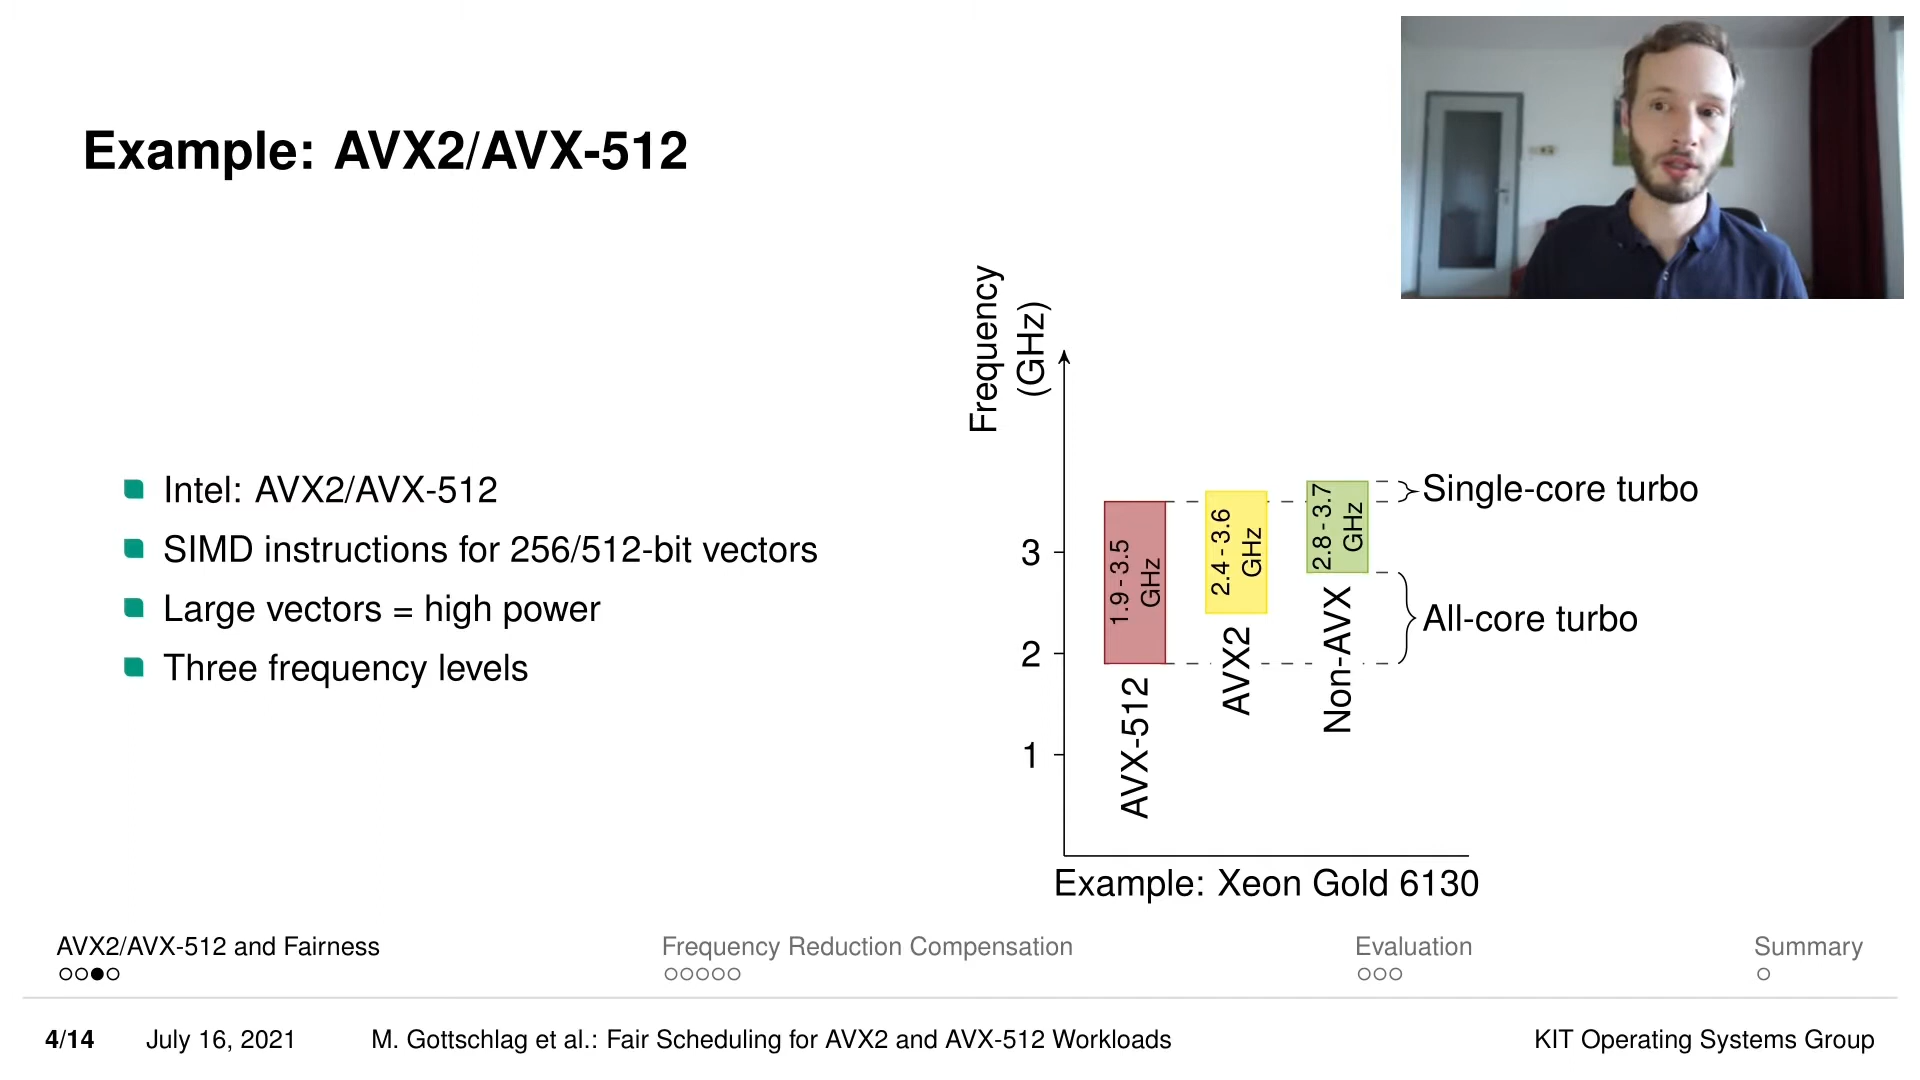 Example: AVX2/AVX-512
Intel: AVX2/AVX-512
SIMD instructions for 256/512-bit vectors
Large vectors = high power
Three frequency levels
Frequency
(GHz)
3
2
1
1.9 - 3.5
GHz
2.4 - 3.6
GHz
2.8 - 3.7
GHz
AVX-512
AVX2
Non-AVX
Single-core turbo
All-core turbo
Example: Xeon Gold 6130
AVX2/AVX-512 and Fairness
Frequency Reduction Compensation
Evaluation
Summary
4/14 July 16, 2021 M. Gottschlag et al.: Fair Scheduling for AVX2 and AVX-512 Workloads KIT Operating Systems Group